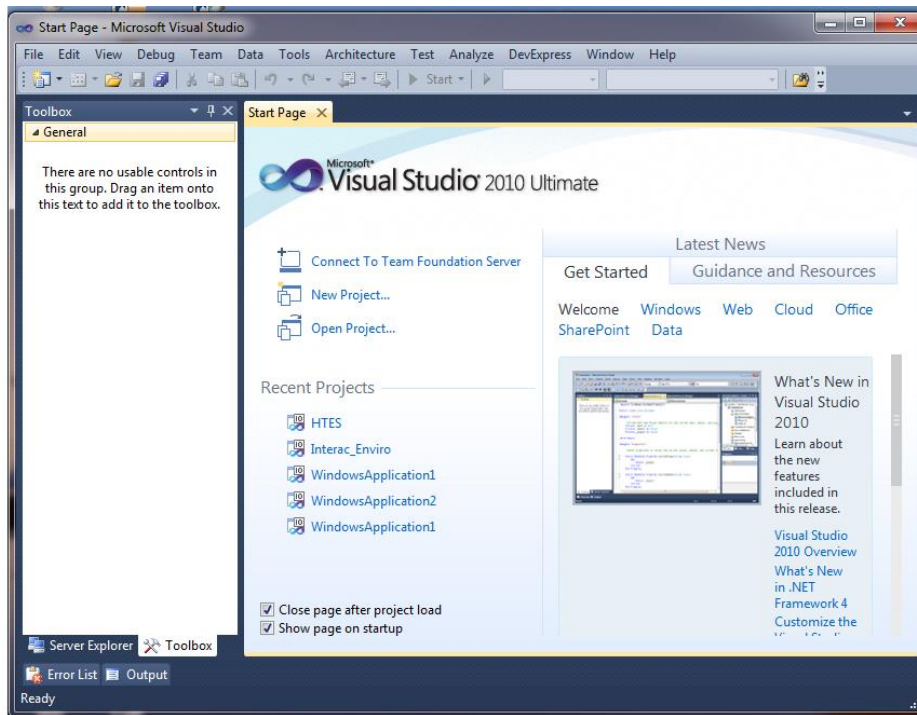 Start Page - Microsoft Visual Studio
File Edit View Debug Team Data Tools Architecture Test Analyze DevExpress Window Help
Start
Toolbox
General
There are no usable controls in
this group. Drag an item onto
this text to add it to the toolbox.
Server Explorer Toolbox
Start Page
Microsoft
Visual Studio 2010 Ultimate
Connect To Team Foundation Server
New Project...
Open Project...
Recent Projects
HTES
Interac_Enviro
WindowsApplication1
WindowsApplication2
WindowsApplication1
Close page after project load
Show page on startup
Latest News
Get Started Guidance and Resources
Welcome Windows Web Cloud Office
SharePoint Data
What's New in
Visual Studio
2010
Learn about
the new
features
included in
this release.
Visual Studio
2010 Overview
What's New
in .NET
Framework 4
Customize the
Error List Output
Ready